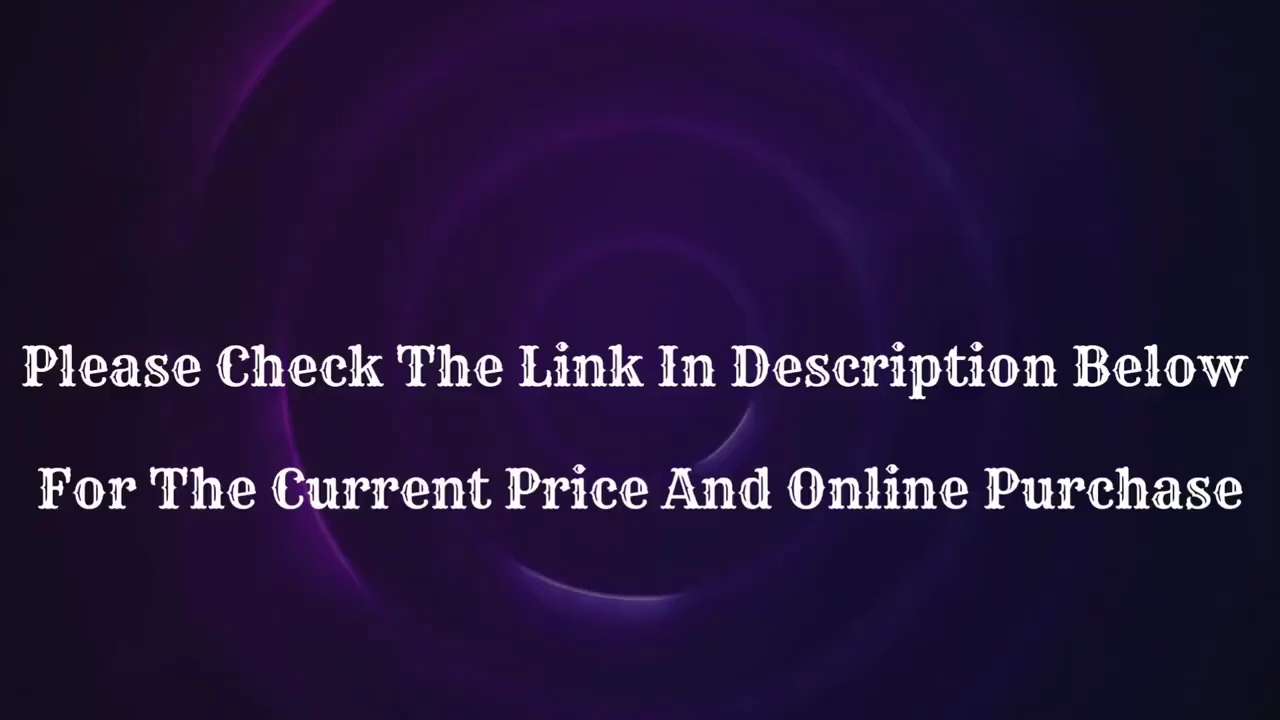 Please Check The Link In Description Below
For The Current Price And Online Purchase